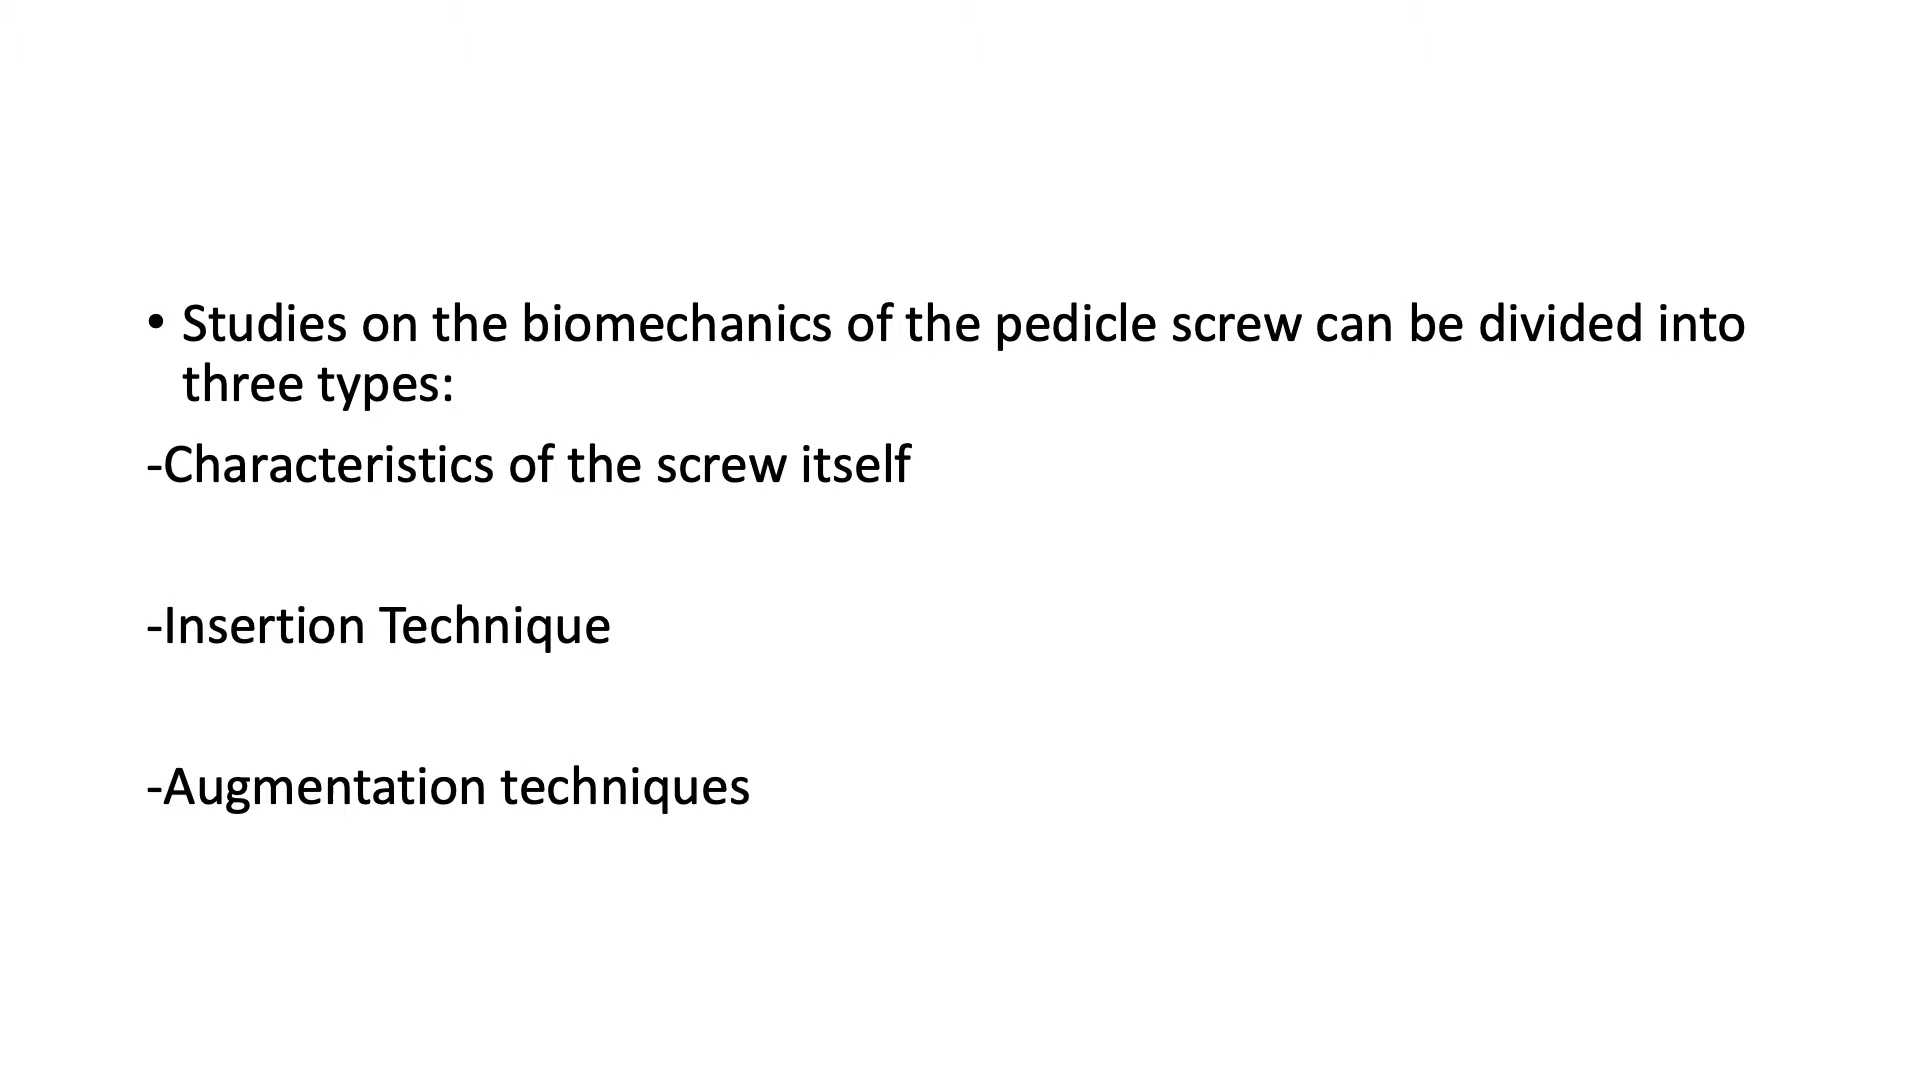 • Studies on the biomechanics of the pedicle screw can be divided into
three types:
-Characteristics of the screw itself
-Insertion Technique
-Augmentation techniques